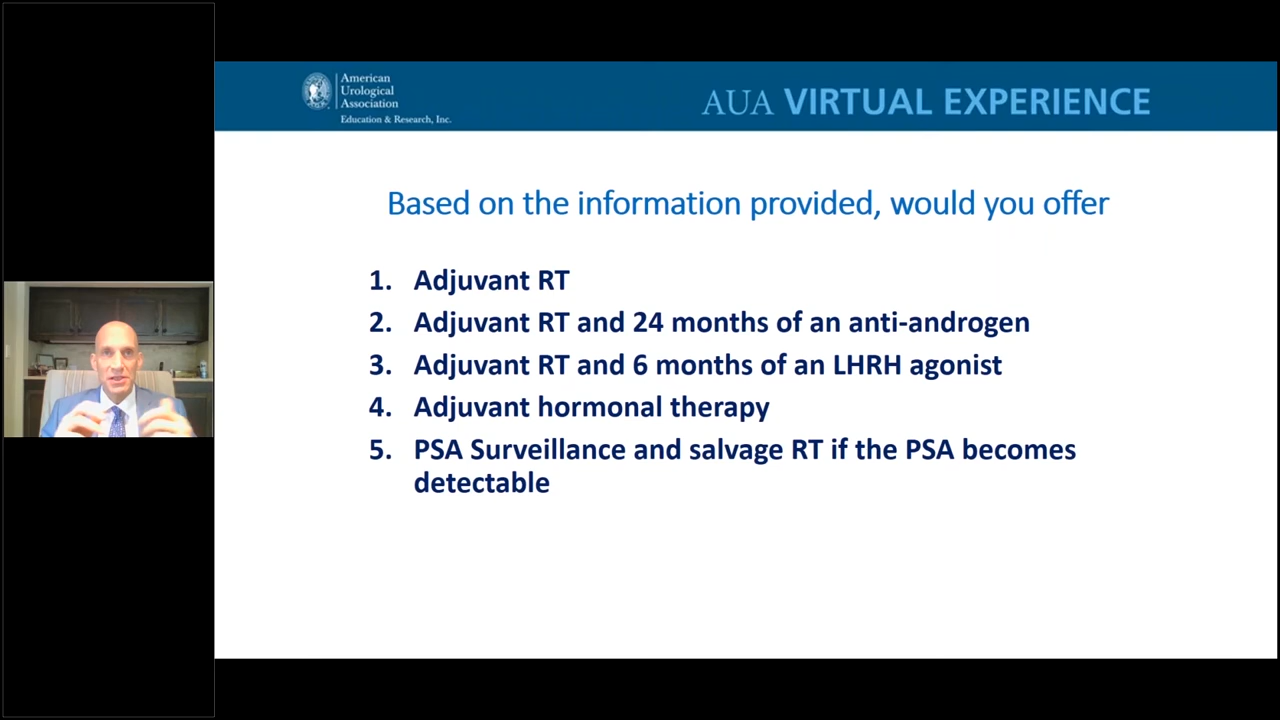 American
Urological
Association
Education & Research, Inc.
AUA VIRTUAL EXPERIENCE
Based on the information provided, would you offer
1. Adjuvant RT
2. Adjuvant RT and 24 months of an anti-androgen
3. Adjuvant RT and 6 months of an LHRH agonist
4. Adjuvant hormonal therapy
5. PSA Surveillance and salvage RT if the PSA becomes
detectable